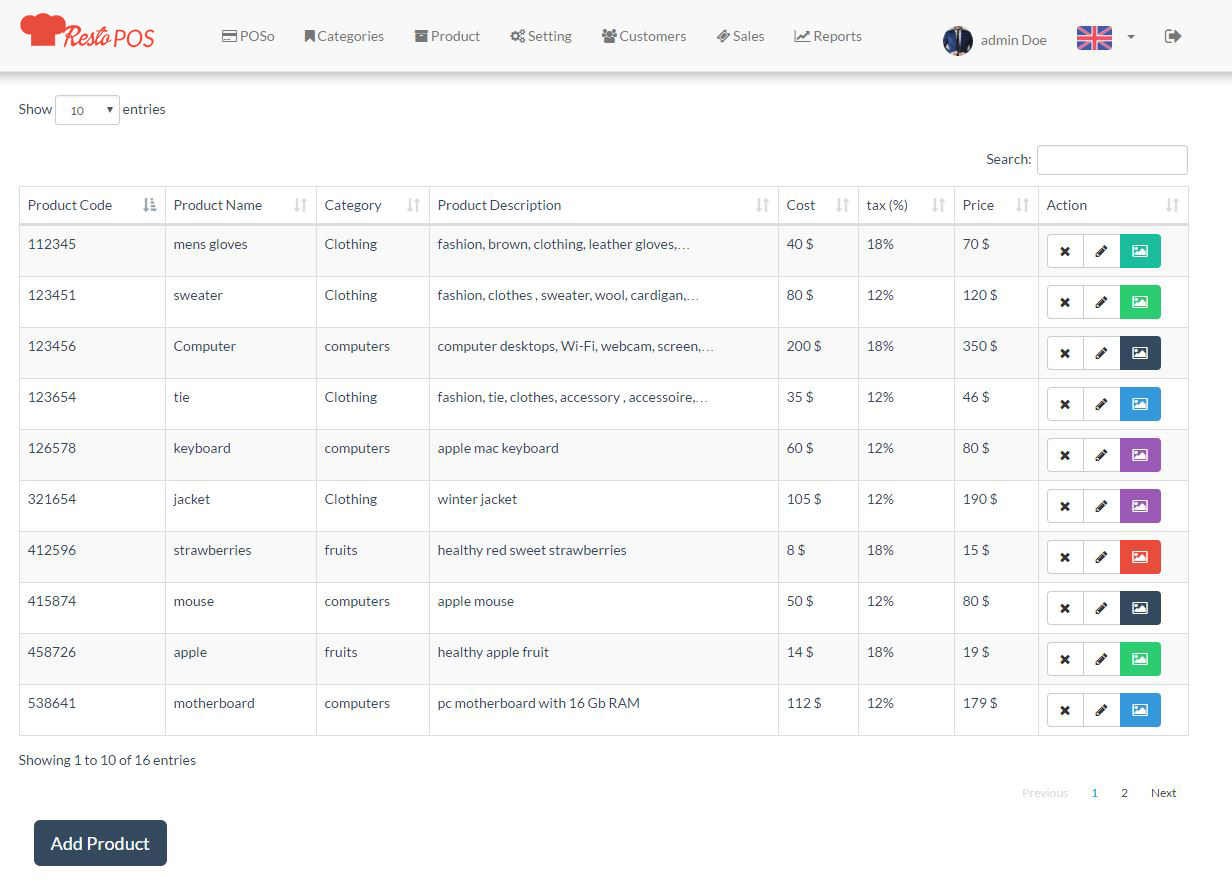 Resto POS POSo Categories Product Setting Customers Sales Reports admin Doe
Show 10 entries
Search:
Product Code Product Name Category Product Description Cost tax (%) Price Action
112345 mens gloves Clothing fashion, brown, clothing, leather gloves,... 40 $ 18% 70 $
123451 sweater Clothing fashion, clothes , sweater, wool, cardigan,... 80 $ 12% 120 $
123456 Computer computers computer desktops, Wi-Fi, webcam, screen,... 200 $ 18% 350 $
123654 tie Clothing fashion, tie, clothes, accessory , accessoire,... 35 $ 12% 46 $
126578 keyboard computers apple mac keyboard 60 $ 12% 80 $
321654 jacket Clothing winter jacket 105 $ 12% 190 $
412596 strawberries fruits healthy red sweet strawberries 8 $ 18% 15 $
415874 mouse computers apple mouse 50 $ 12% 80 $
458726 apple fruits healthy apple fruit 14 $ 18% 19 $
538641 motherboard computers pc motherboard with 16 Gb RAM 112 $ 12% 179 $
Showing 1 to 10 of 16 entries
Previous 1 2 Next
Add Product